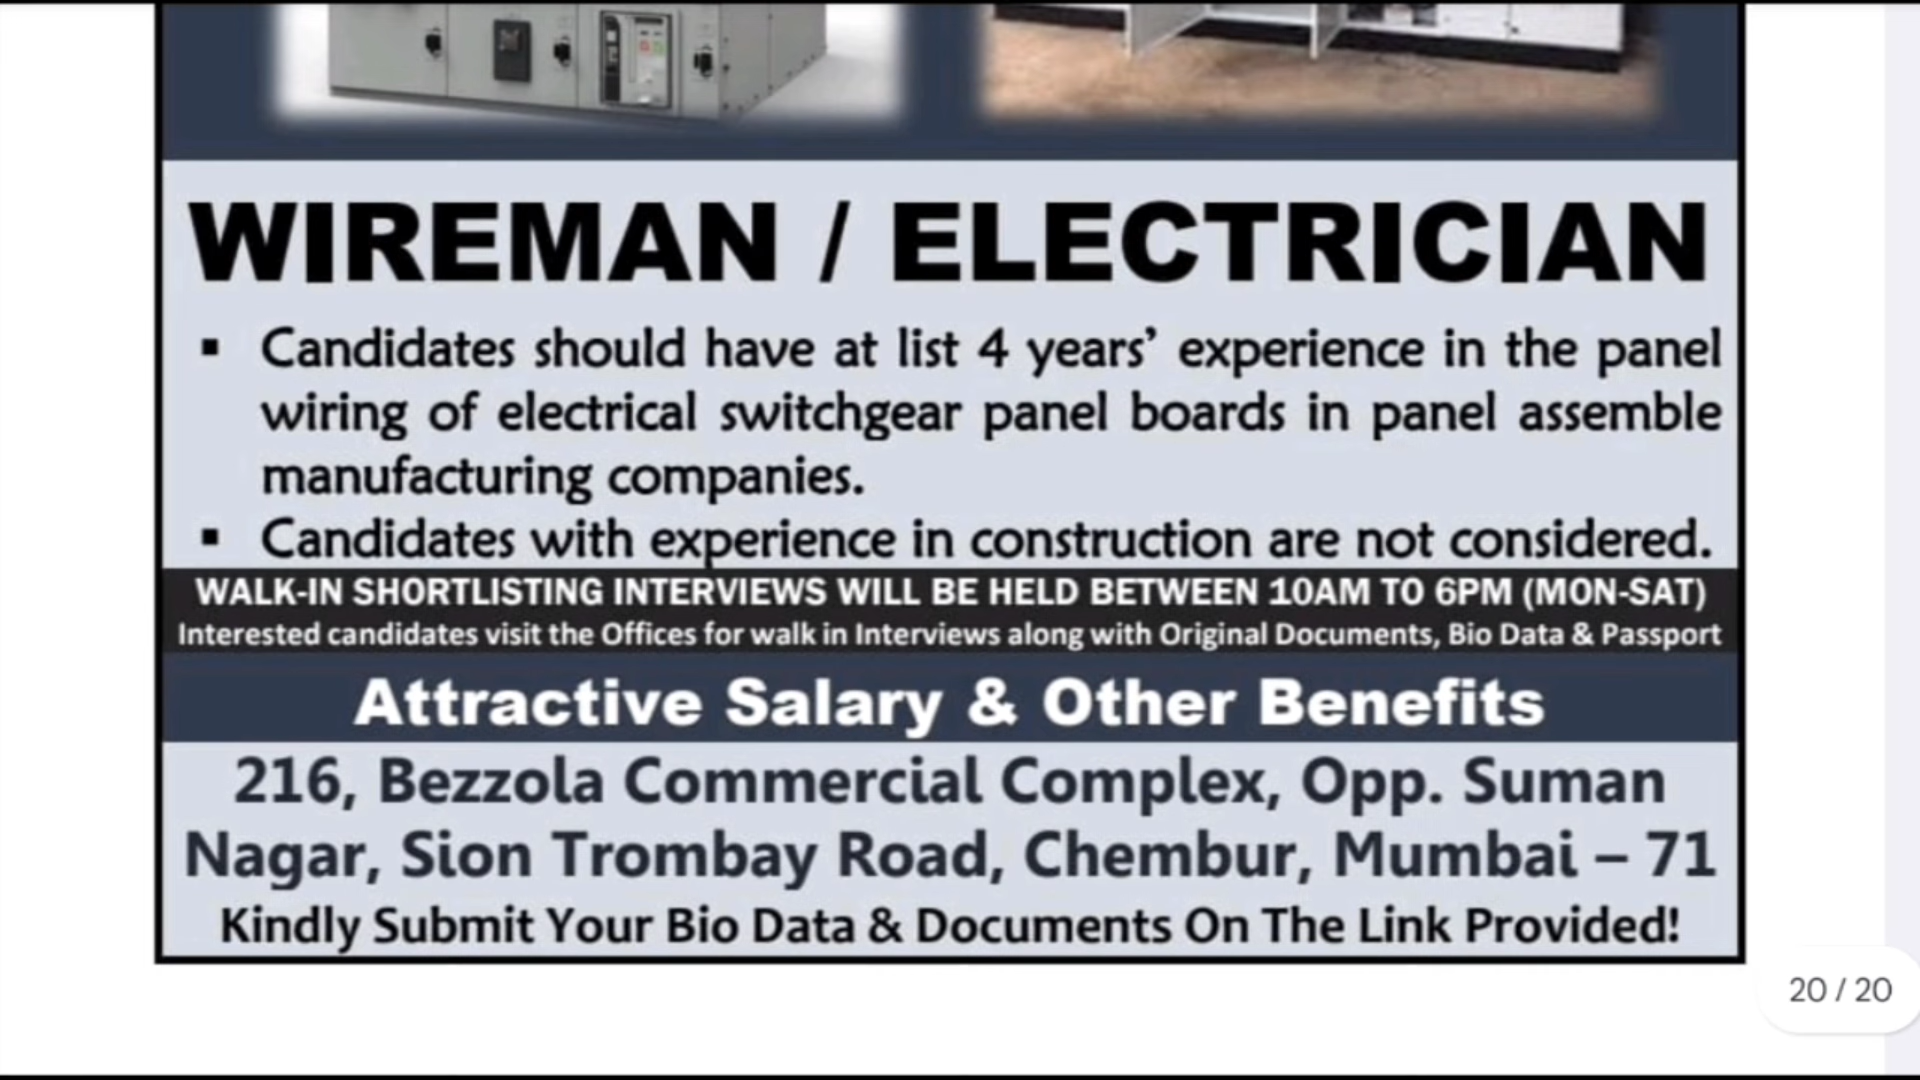 WIREMAN / ELECTRICIAN
▪ Candidates should have at list 4 years’ experience in the panel
wiring of electrical switchgear panel boards in panel assemble
manufacturing companies.
▪ Candidates with experience in construction are not considered.
WALK-IN SHORTLISTING INTERVIEWS WILL BE HELD BETWEEN 10AM TO 6PM (MON-SAT)
Interested candidates visit the Offices for walk in Interviews along with Original Documents, Bio Data & Passport
Attractive Salary & Other Benefits
216, Bezzola Commercial Complex, Opp. Suman
Nagar, Sion Trombay Road, Chembur, Mumbai – 71
Kindly Submit Your Bio Data & Documents On The Link Provided!
20 / 20